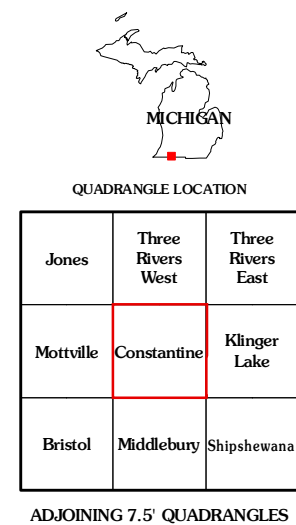 MICHIGAN
QUADRANGLE LOCATION
Jones
Three
Rivers
West
Three
Rivers
East
Mottville
Constantine
Klinger
Lake
Bristol
Middlebury
Shipshewana
ADJOINING 7.5' QUADRANGLES